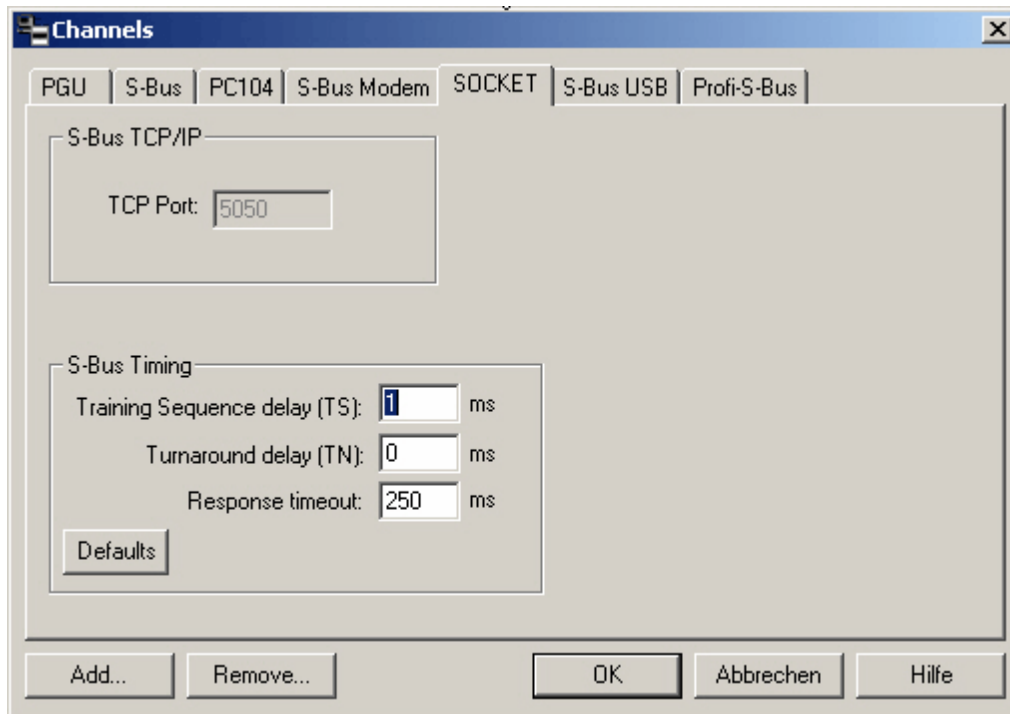 Channels
PGU S-Bus PC104 S-Bus Modem SOCKET S-Bus USB Profi-S-Bus
S-Bus TCP/IP
TCP Port: 5050
S-Bus Timing
Training Sequence delay (TS): 1 ms
Turnaround delay (TN): 0 ms
Response timeout: 250 ms
Defaults
Add... Remove... OK Abbrechen Hilfe